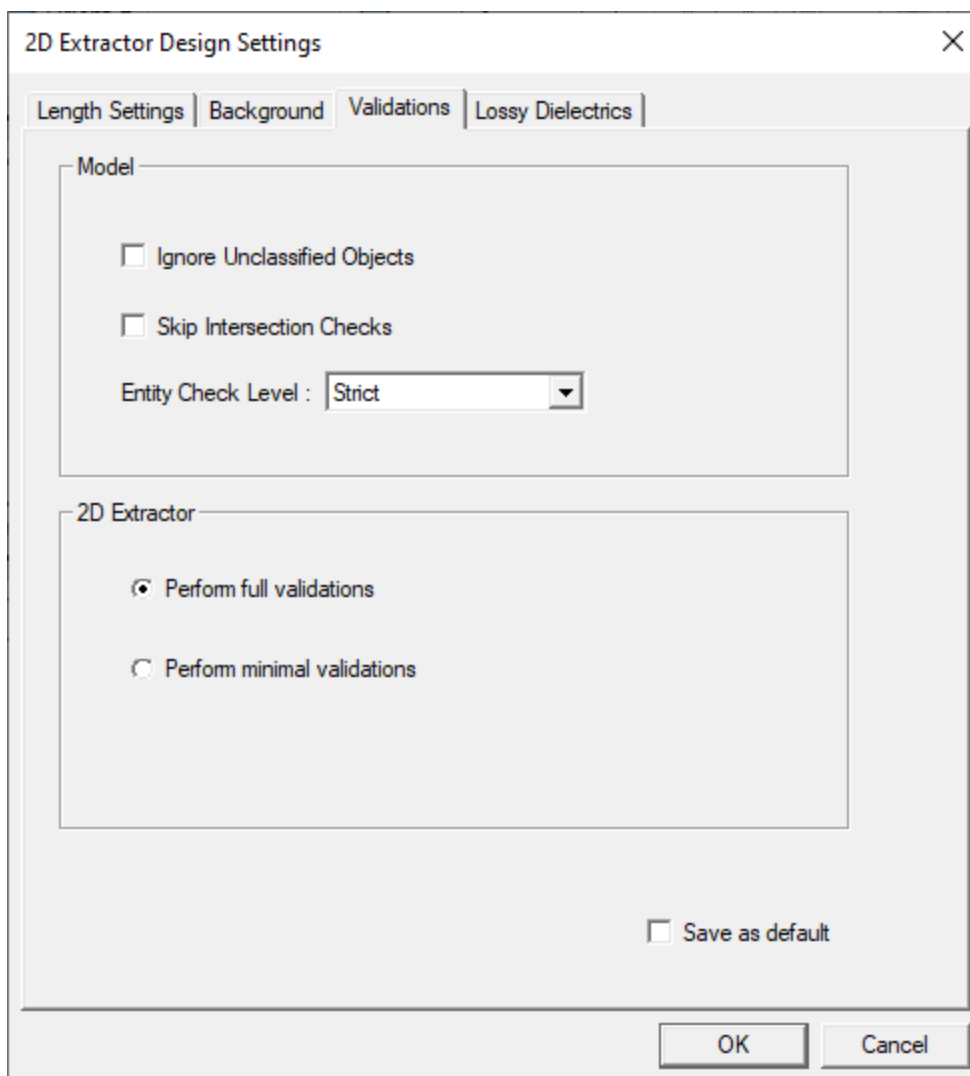 2D Extractor Design Settings
Length Settings Background Validations Lossy Dielectrics
Model
Ignore Unclassified Objects
Skip Intersection Checks
Entity Check Level : Strict
2D Extractor
Perform full validations
Perform minimal validations
Save as default
OK Cancel